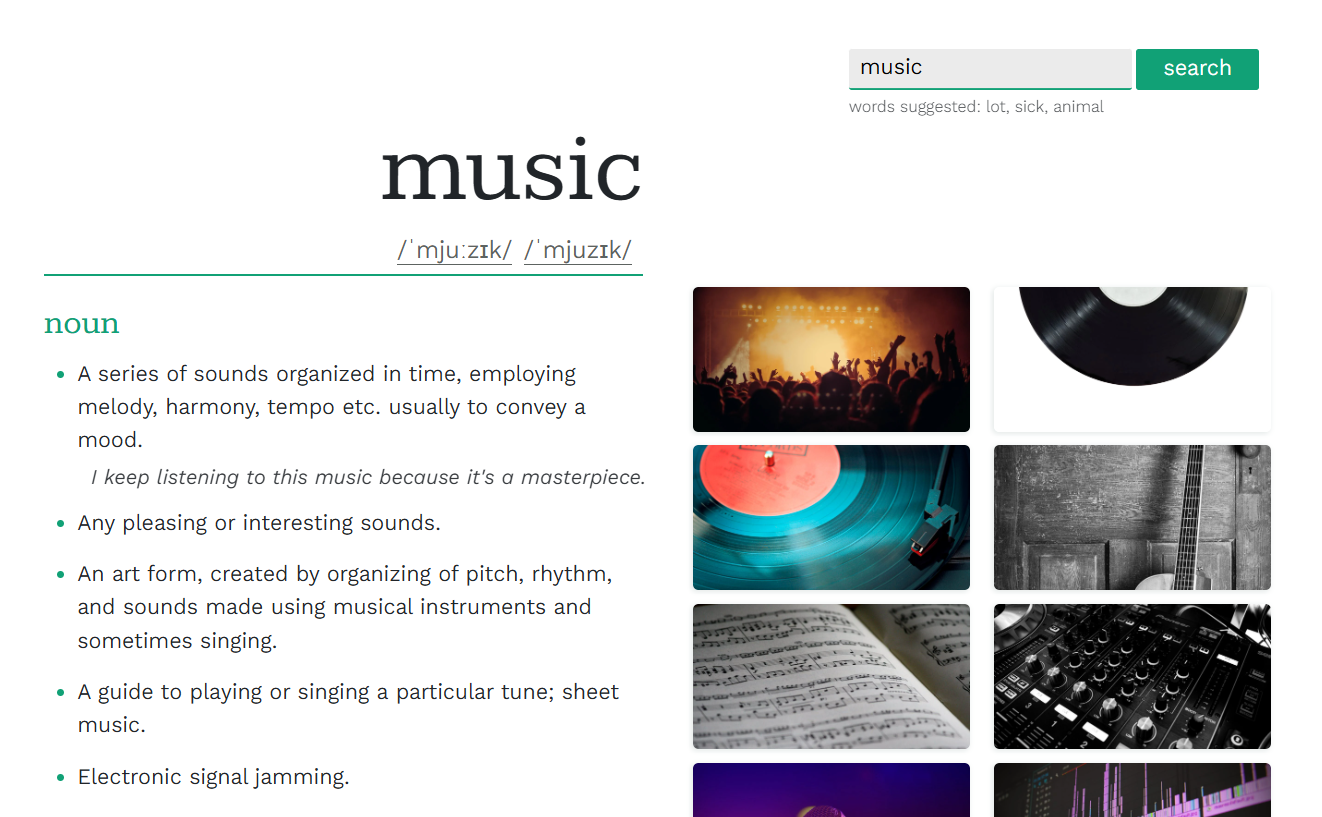 music
search
words suggested: lot, sick, animal
music
/ˈmjuːzɪk/ /ˈmjuzɪk/
noun
A series of sounds organized in time, employing
melody, harmony, tempo etc. usually to convey a
mood.
I keep listening to this music because it's a masterpiece.
Any pleasing or interesting sounds.
An art form, created by organizing of pitch, rhythm,
and sounds made using musical instruments and
sometimes singing.
A guide to playing or singing a particular tune; sheet
music.
Electronic signal jamming.